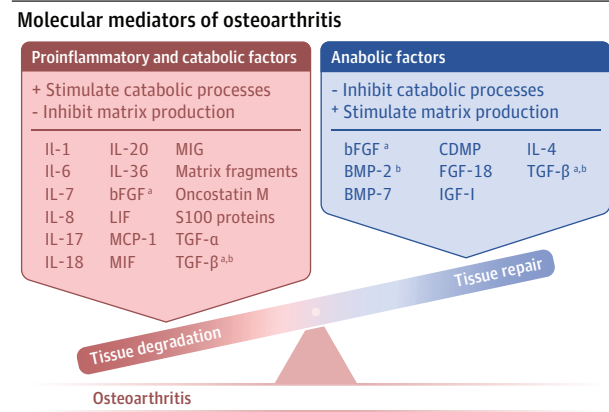 Molecular mediators of osteoarthritis
Proinflammatory and catabolic factors
+ Stimulate catabolic processes
- Inhibit matrix production
Il-1 IL-20 MIG
Il-6 IL-36 Matrix fragments
IL-7 bFGF a Oncostatin M
IL-8 LIF S100 proteins
IL-17 MCP-1 TGF-α
IL-18 MIF TGF-β a,b
Anabolic factors
- Inhibit catabolic processes
+ Stimulate matrix production
bFGF a CDMP IL-4
BMP-2 b FGF-18 TGF-β a,b
BMP-7 IGF-I
Tissue repair
Tissue degradation
Osteoarthritis